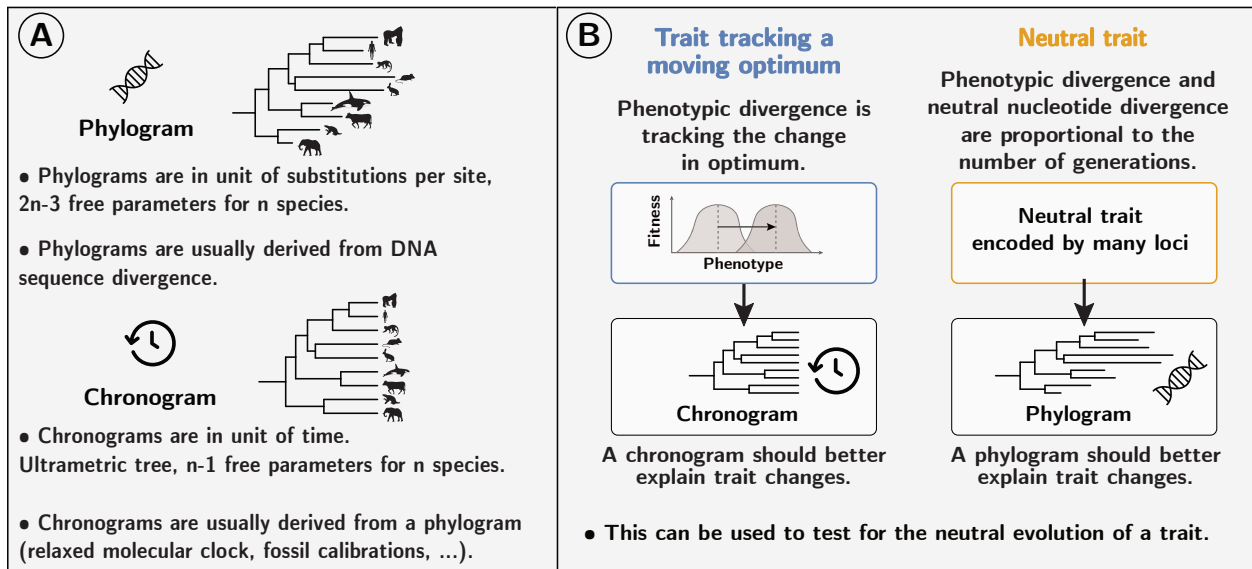 A
Phylogram
• Phylograms are in unit of substitutions per site,
2n-3 free parameters for n species.
• Phylograms are usually derived from DNA
sequence divergence.
Chronogram
• Chronograms are in unit of time.
Ultrametric tree, n-1 free parameters for n species.
• Chronograms are usually derived from a phylogram
(relaxed molecular clock, fossil calibrations, ...).
B
Trait tracking a
moving optimum
Phenotypic divergence is
tracking the change
in optimum.
Fitness
Phenotype
Chronogram
A chronogram should better
explain trait changes.
Neutral trait
Phenotypic divergence and
neutral nucleotide divergence
are proportional to the
number of generations.
Neutral trait
encoded by many loci
Phylogram
A phylogram should better
explain trait changes.
• This can be used to test for the neutral evolution of a trait.